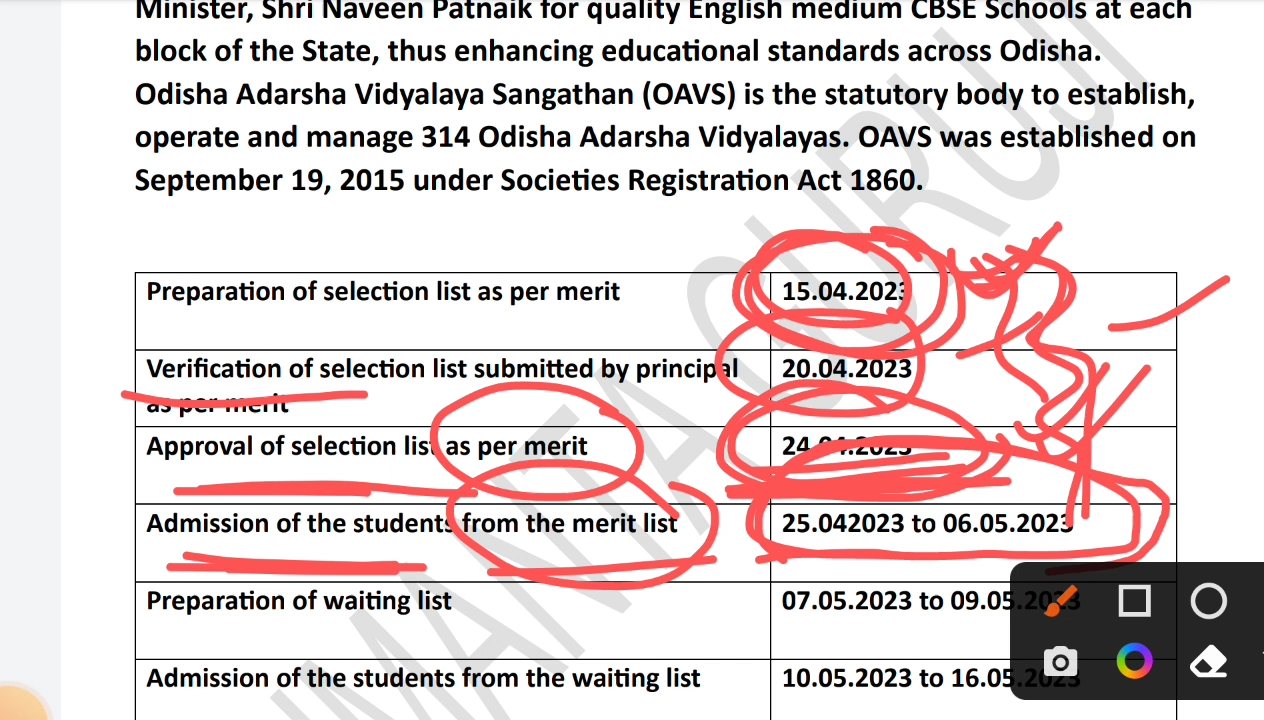 Minister, Shri Naveen Patnaik for quality English medium CBSE Schools at each
block of the State, thus enhancing educational standards across Odisha.
Odisha Adarsha Vidyalaya Sangathan (OAVS) is the statutory body to establish,
operate and manage 314 Odisha Adarsha Vidyalayas. OAVS was established on
September 19, 2015 under Societies Registration Act 1860.
Preparation of selection list as per merit 15.04.2023
Verification of selection list submitted by principal 20.04.2023
as per merit
Approval of selection list as per merit 24.04.2023
Admission of the students from the merit list 25.042023 to 06.05.2023
Preparation of waiting list 07.05.2023 to 09.05.2023
Admission of the students from the waiting list 10.05.2023 to 16.05.2023